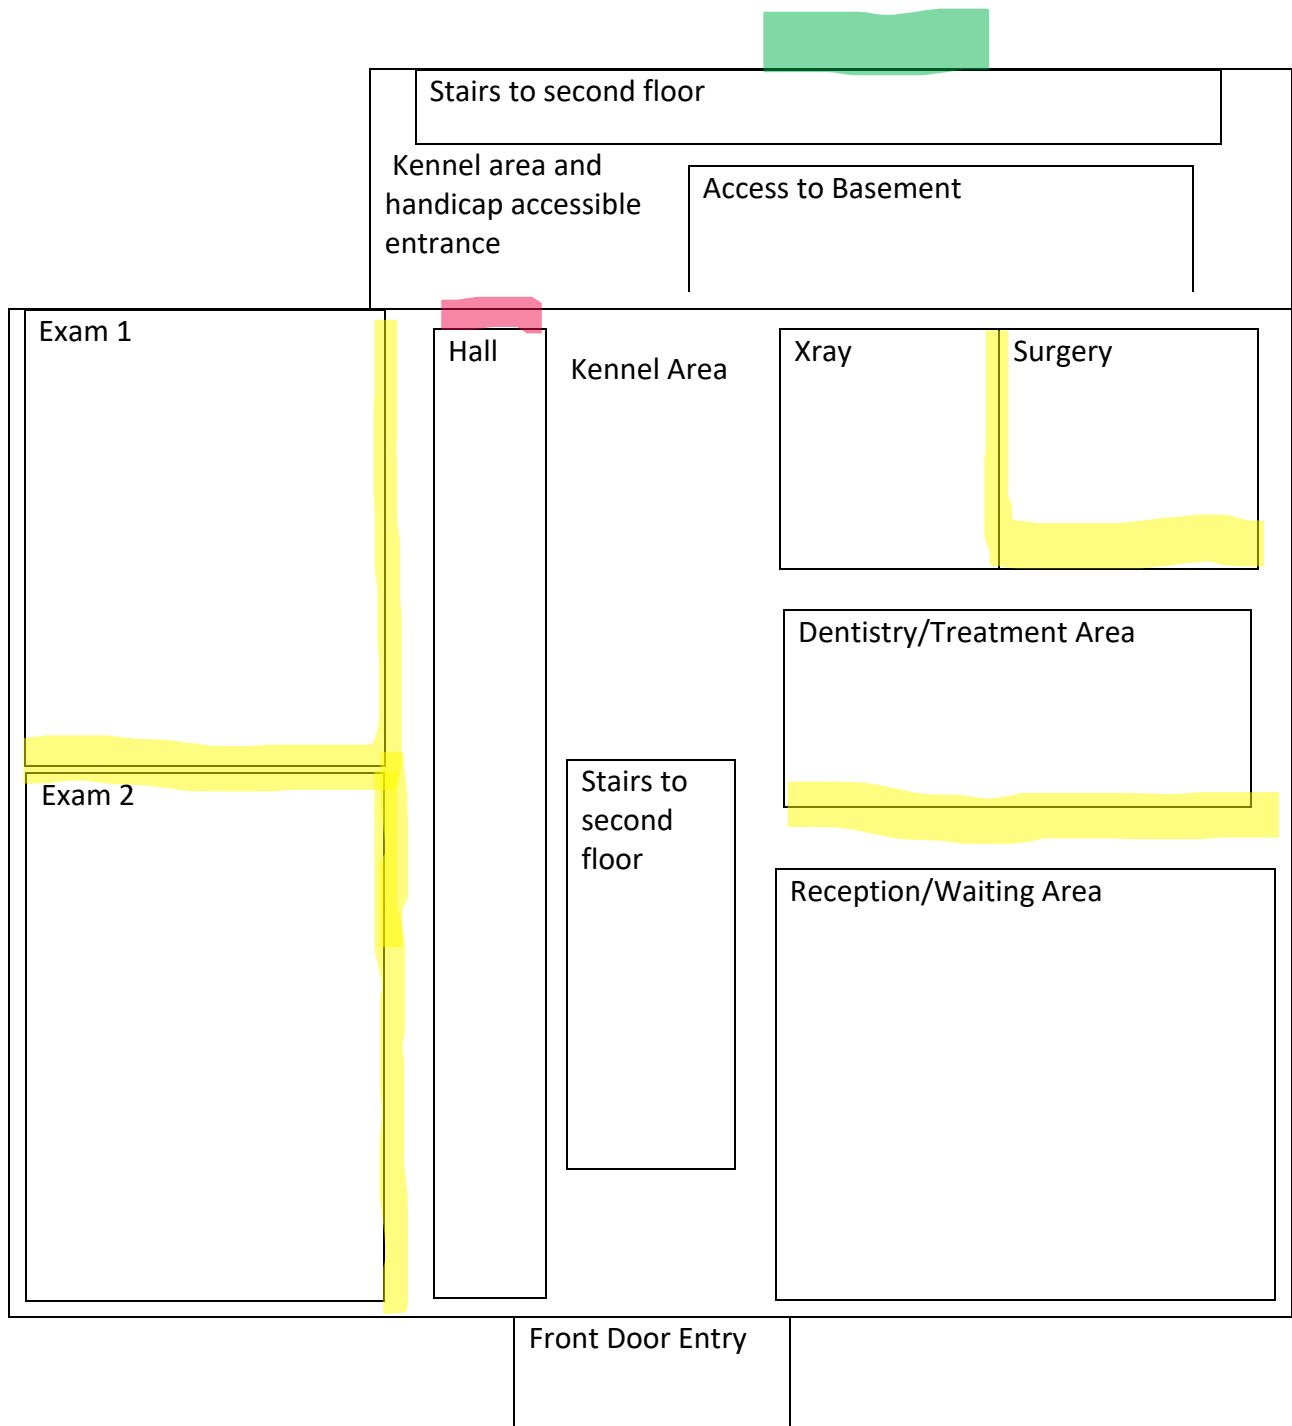 Stairs to second floor
Kennel area and
handicap accessible
entrance
Access to Basement
Exam 1
Hall
Kennel Area
Xray
Surgery
Dentistry/Treatment Area
Exam 2
Stairs to
second
floor
Reception/Waiting Area
Front Door Entry